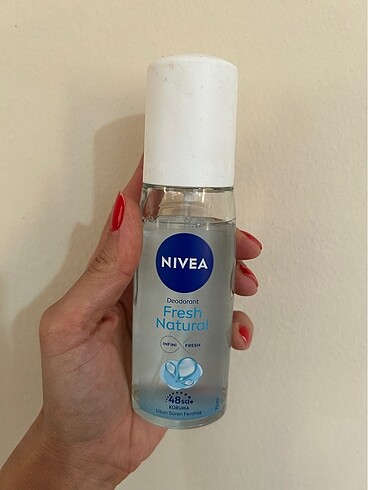 NIVEA
Deodorant
Fresh
Natural
INFINI FRESH
48sa+
KORUMA
Uzun Süren Ferahlık